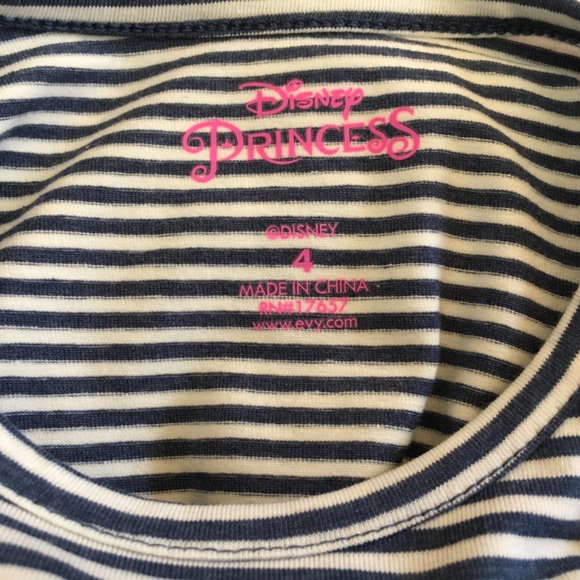 Disney
PRINCESS
©DISNEY
4
MADE IN CHINA
RN#17657
www.evy.com